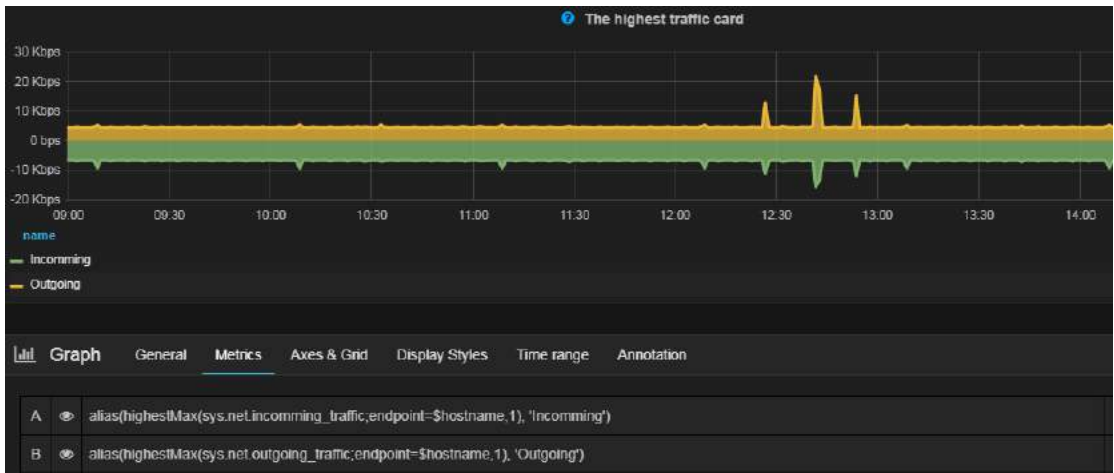 The highest traffic card
30 Kbps
20 Kbps
10 Kbps
0 bps
-10 Kbps
-20 Kbps
09:00 09:30 10:00 10:30 11:00 11:30 12:00 12:30 13:00 13:30 14:00
name
Incomming
Outgoing
Graph General Metrics Axes & Grid Display Styles Time range Annotation
A alias(highestMax(sys.net.incomming_traffic;endpoint=$hostname,1), 'Incomming')
B alias(highestMax(sys.net.outgoing_traffic;endpoint=$hostname,1), 'Outgoing')